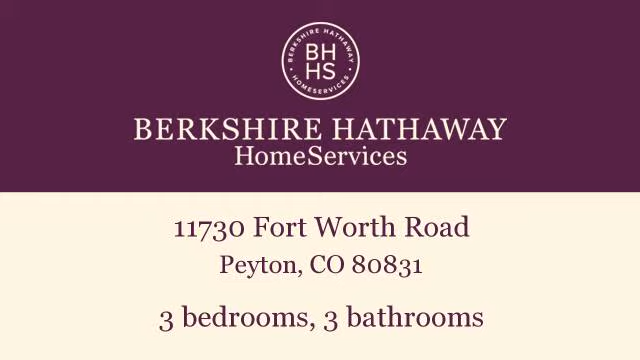 BERKSHIRE HATHAWAY
BH
HS
HOMESERVICES
BERKSHIRE HATHAWAY
HomeServices
11730 Fort Worth Road
Peyton, CO 80831
3 bedrooms, 3 bathrooms